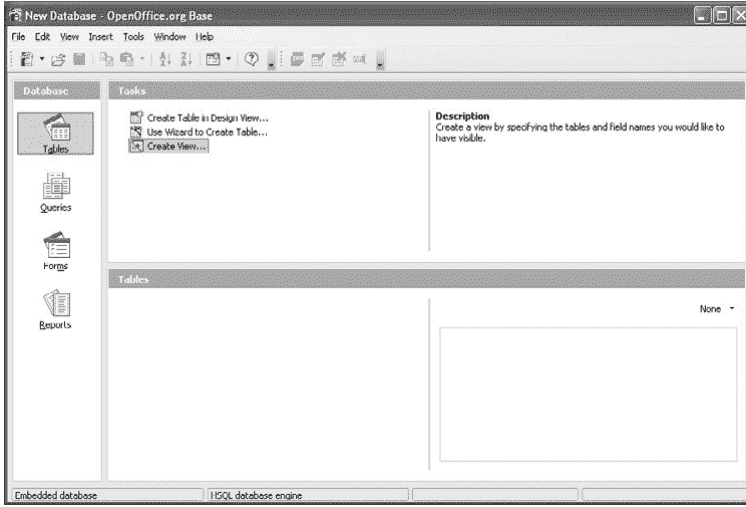 New Database - OpenOffice.org Base
File Edit View Insert Tools Window Help
Database
Tasks
Tables
Queries
Forms
Reports
Create Table in Design View...
Use Wizard to Create Table...
Create View...
Description
Create a view by specifying the tables and field names you would like to
have visible.
Tables
None
Embedded database
HSQL database engine